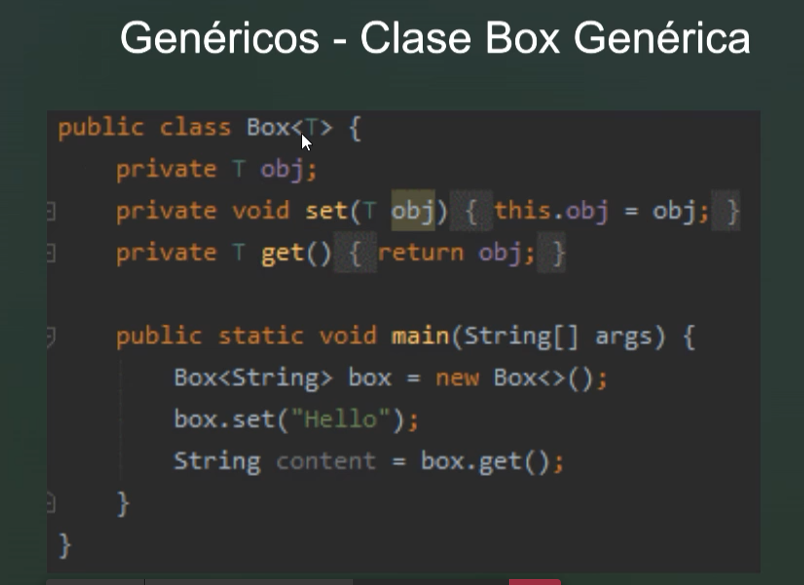 Genéricos - Clase Box Genérica
public class Box<T> {
private T obj;
private void set(T obj) { this.obj = obj; }
private T get() { return obj; }
public static void main(String[] args) {
Box<String> box = new Box<>();
box.set("Hello");
String content = box.get();
}
}